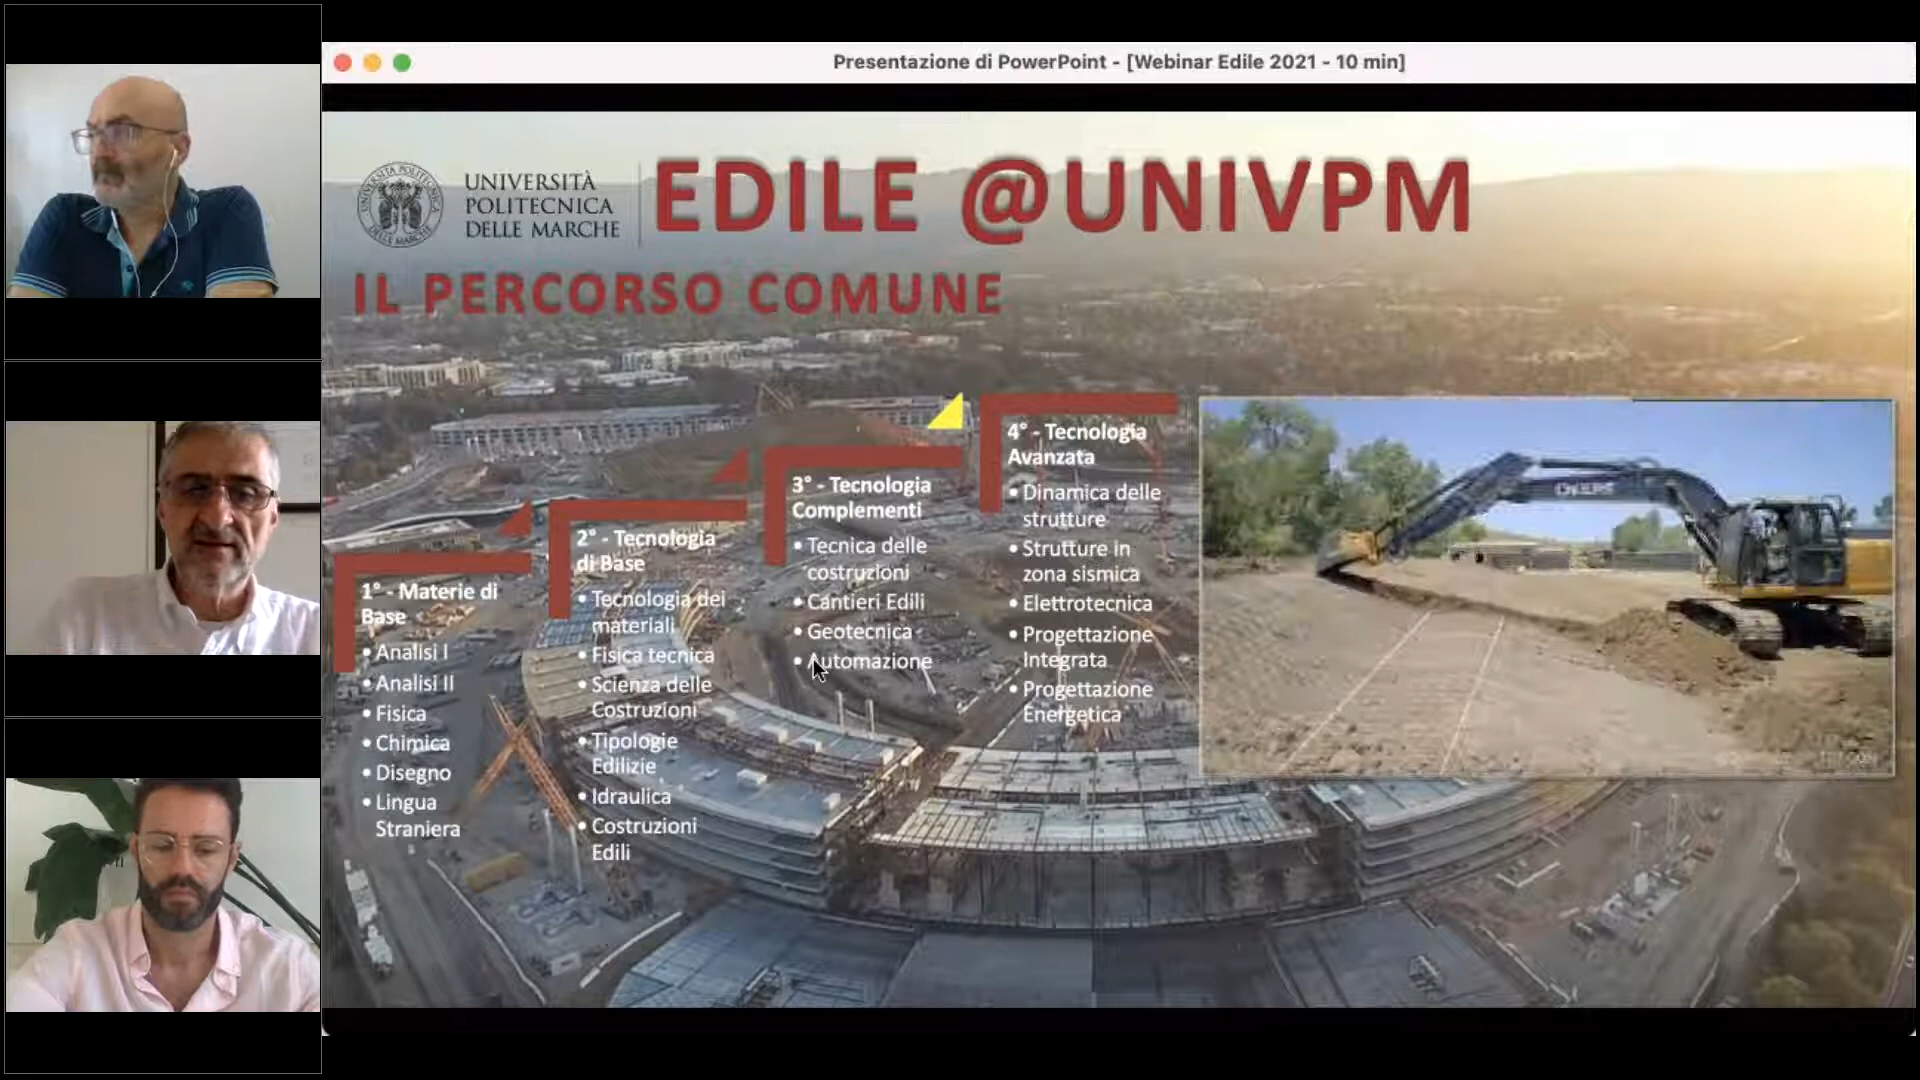 Presentazione di PowerPoint - [Webinar Edile 2021 - 10 min]
UNIVERSITÀ
POLITECNICA
DELLE MARCHE
EDILE @UNIVPM
IL PERCORSO COMUNE
1° - Materie di
Base
• Analisi I
• Analisi II
• Fisica
• Chimica
• Disegno
• Lingua
Straniera
2° - Tecnologia
di Base
• Tecnologia dei
materiali
• Fisica tecnica
• Scienza delle
Costruzioni
• Tipologie
Edilizie
• Idraulica
• Costruzioni
Edili
3° - Tecnologia
Complementi
• Tecnica delle
costruzioni
• Cantieri Edili
• Geotecnica
• Automazione
4° - Tecnologia
Avanzata
• Dinamica delle
strutture
• Strutture in
zona sismica
• Elettrotecnica
• Progettazione
Integrata
• Progettazione
Energetica